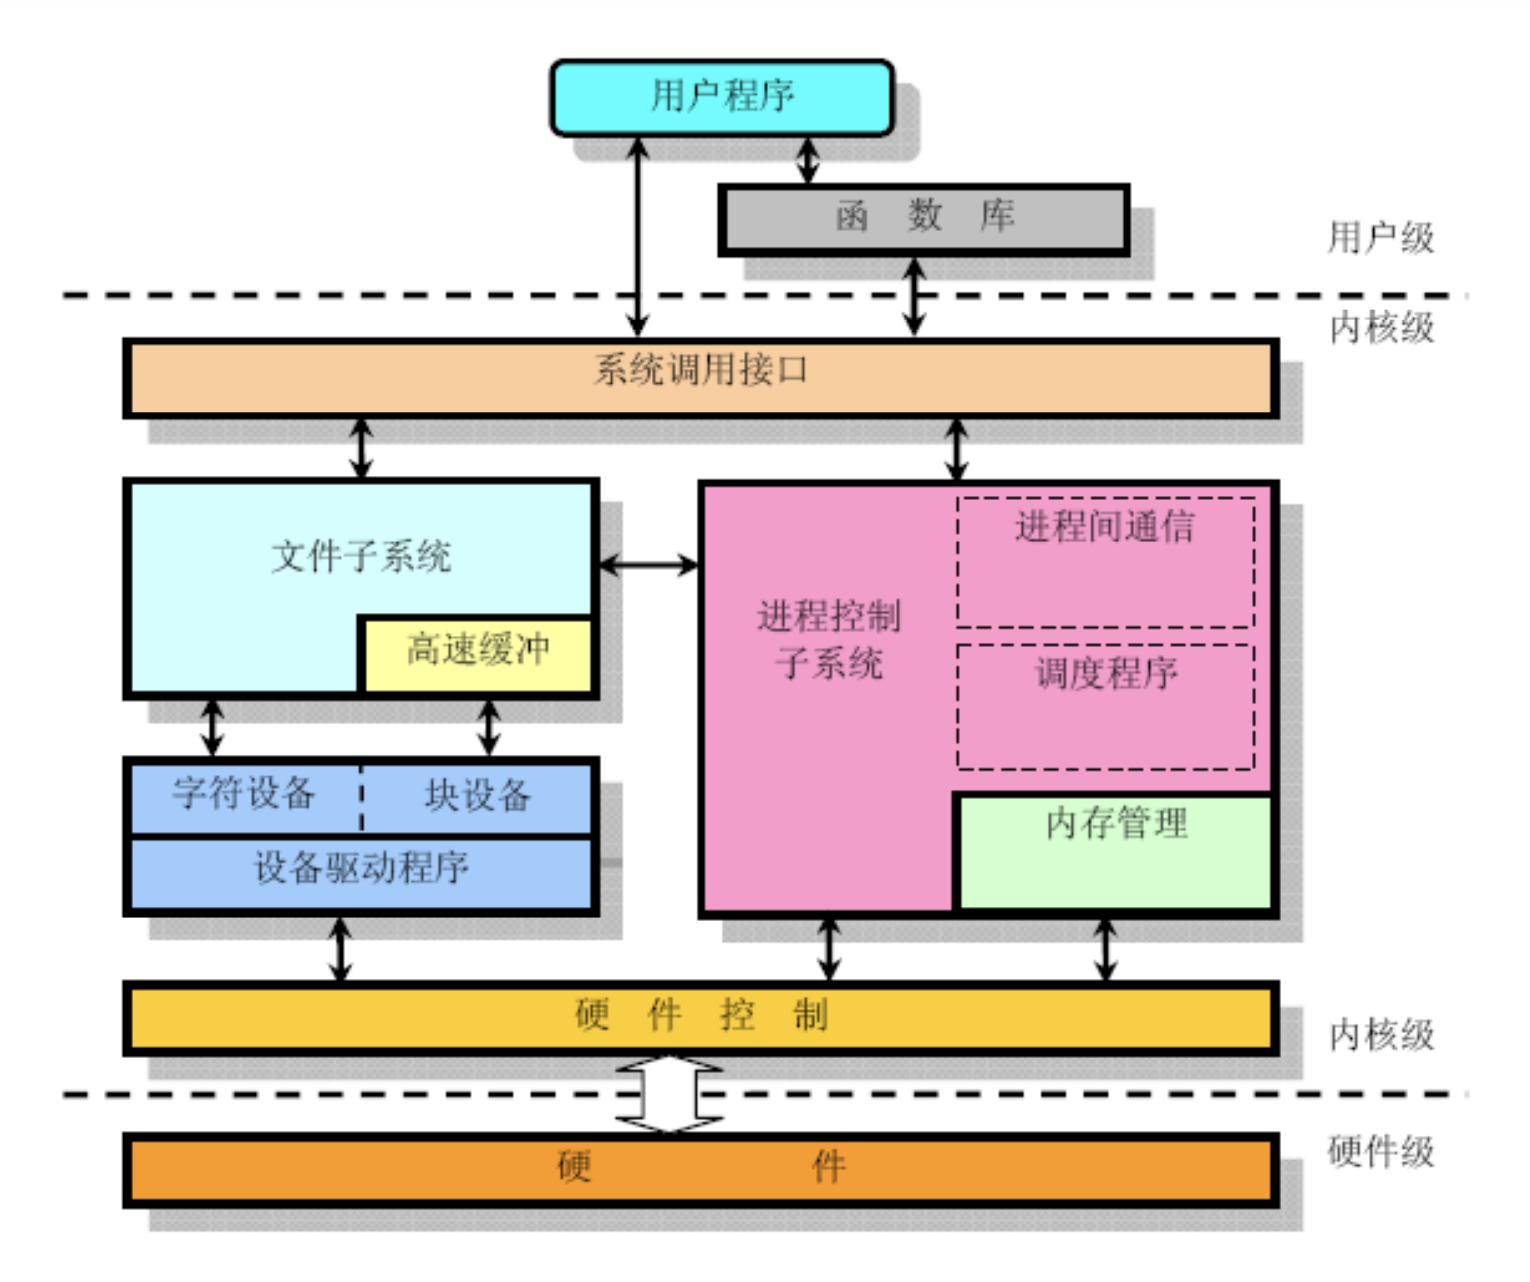 用户程序
函 数 库
用户级
内核级
系统调用接口
文件子系统
高速缓冲
进程间通信
进程控制
子系统
调度程序
字符设备
块设备
设备驱动程序
内存管理
硬 件 控 制
内核级
硬 件
硬件级